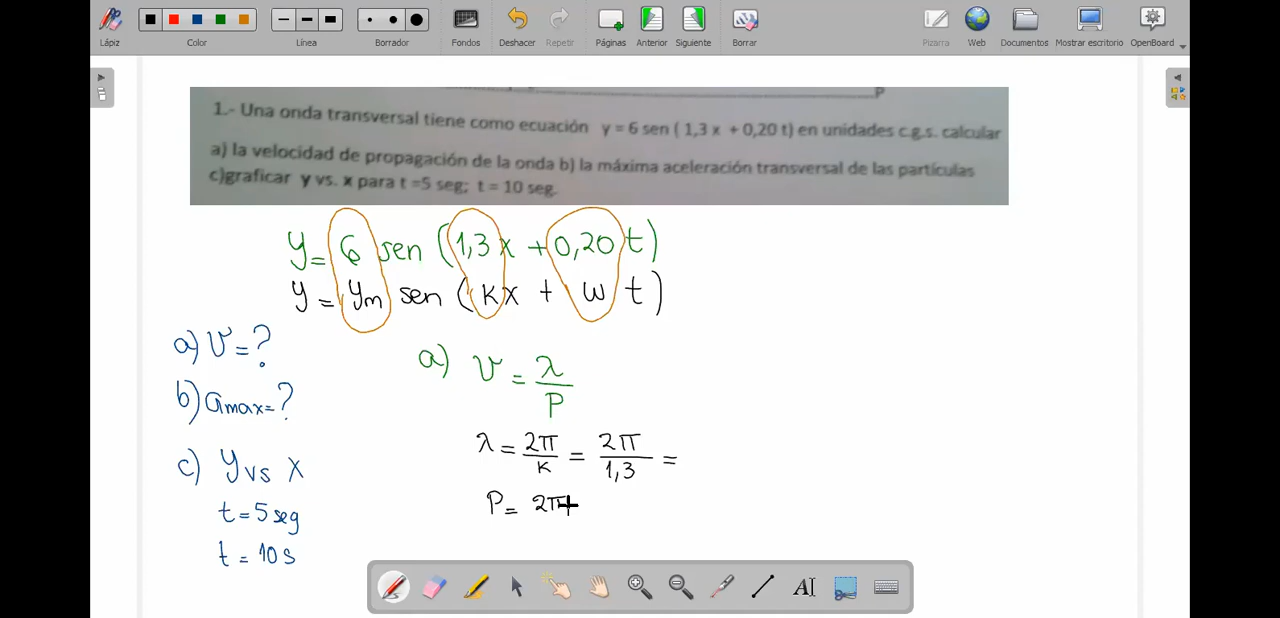 Lápiz Color Línea Borrador Fondos Deshacer Repetir Páginas Anterior Siguiente Borrar Pizarra Web Documentos Mostrar escritorio OpenBoard
P
1.- Una onda transversal tiene como ecuación y = 6 sen ( 1,3 x + 0,20 t) en unidades c.g.s. calcular
a) la velocidad de propagación de la onda b) la máxima aceleración transversal de las partículas
c)graficar y vs. x para t =5 seg; t = 10 seg.
y = 6 sen (1,3 x + 0,20 t)
y = ym sen (kx + w t)
a) v = ?
b) amax = ?
c) y vs x
t = 5 seg
t = 10 s
a) v = λ/P
λ = 2π/k = 2π/1,3 =
P = 2π
AI